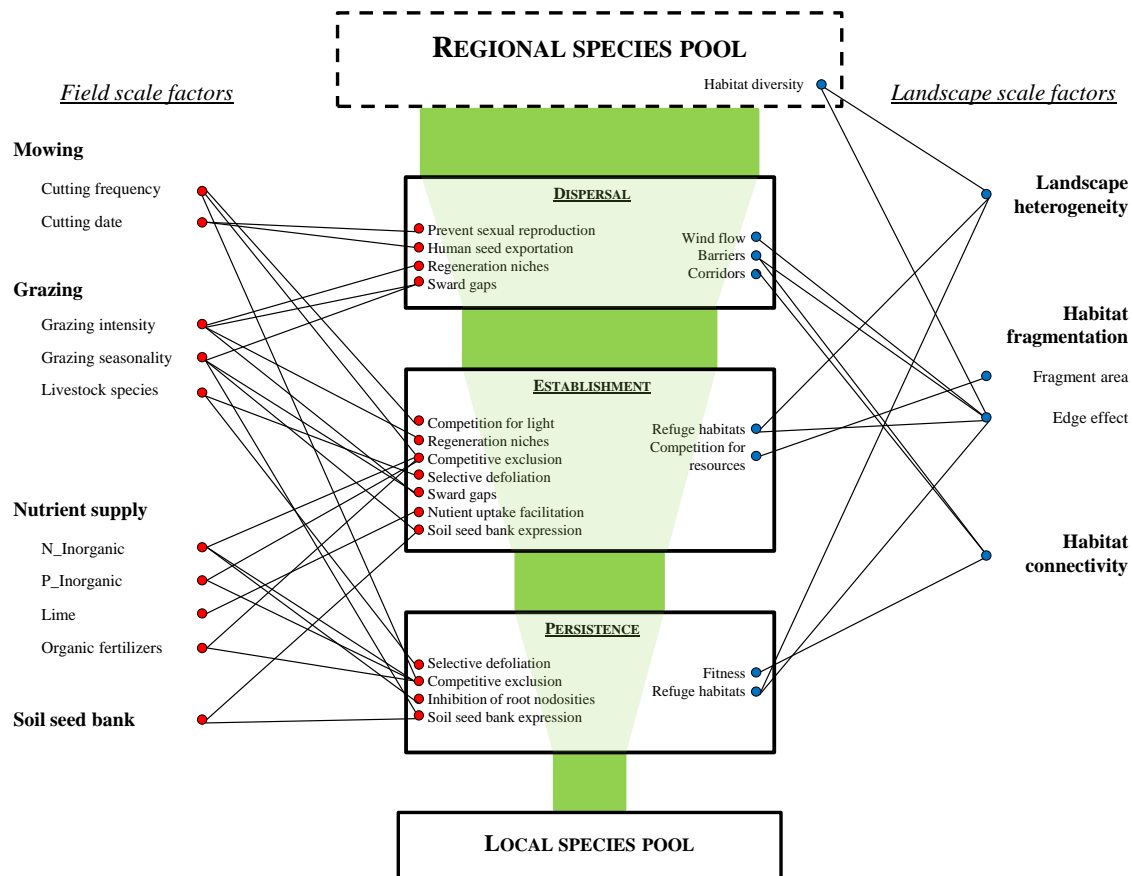 REGIONAL SPECIES POOL
Habitat diversity
Field scale factors
Landscape scale factors
Mowing
Cutting frequency
Cutting date
Grazing
Grazing intensity
Grazing seasonality
Livestock species
Nutrient supply
N_Inorganic
P_Inorganic
Lime
Organic fertilizers
Soil seed bank
DISPERSAL
Prevent sexual reproduction
Human seed exportation
Regeneration niches
Sward gaps
Wind flow
Barriers
Corridors
ESTABLISHMENT
Competition for light
Regeneration niches
Competitive exclusion
Selective defoliation
Sward gaps
Nutient uptake facilitation
Soil seed bank expression
Refuge habitats
Competition for
resources
PERSISTENCE
Selective defoliation
Competitive exclusion
Inhibition of root nodosities
Soil seed bank expression
Fitness
Refuge habitats
Landscape
heterogeneity
Habitat
fragmentation
Fragment area
Edge effect
Habitat
connectivity
LOCAL SPECIES POOL